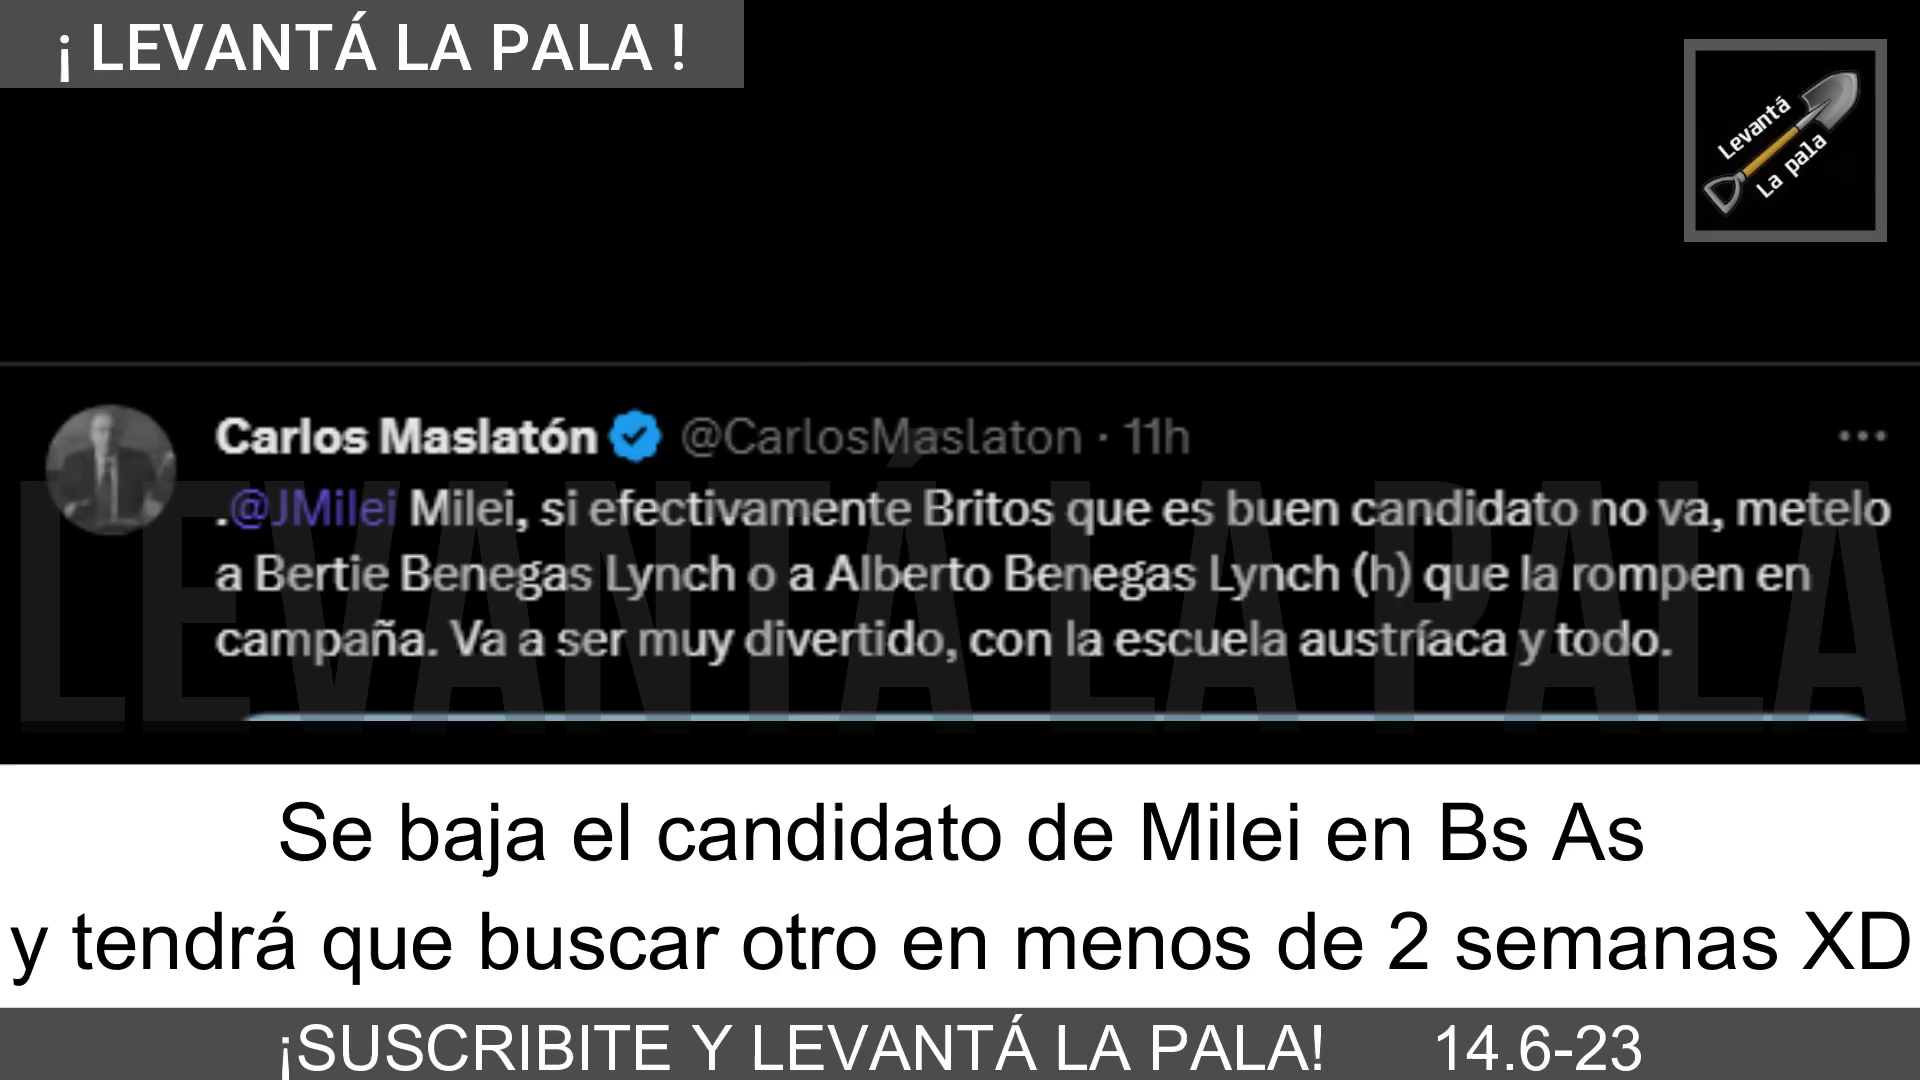 ¡ LEVANTÁ LA PALA !
Levantá
La pala
Carlos Maslatón @CarlosMaslaton · 11h
.@JMilei Milei, si efectivamente Britos que es buen candidato no va, metelo
a Bertie Benegas Lynch o a Alberto Benegas Lynch (h) que la rompen en
campaña. Va a ser muy divertido, con la escuela austríaca y todo.
LEVANTÁ LA PALA
Se baja el candidato de Milei en Bs As
y tendrá que buscar otro en menos de 2 semanas XD
¡SUSCRIBITE Y LEVANTÁ LA PALA! 14.6-23